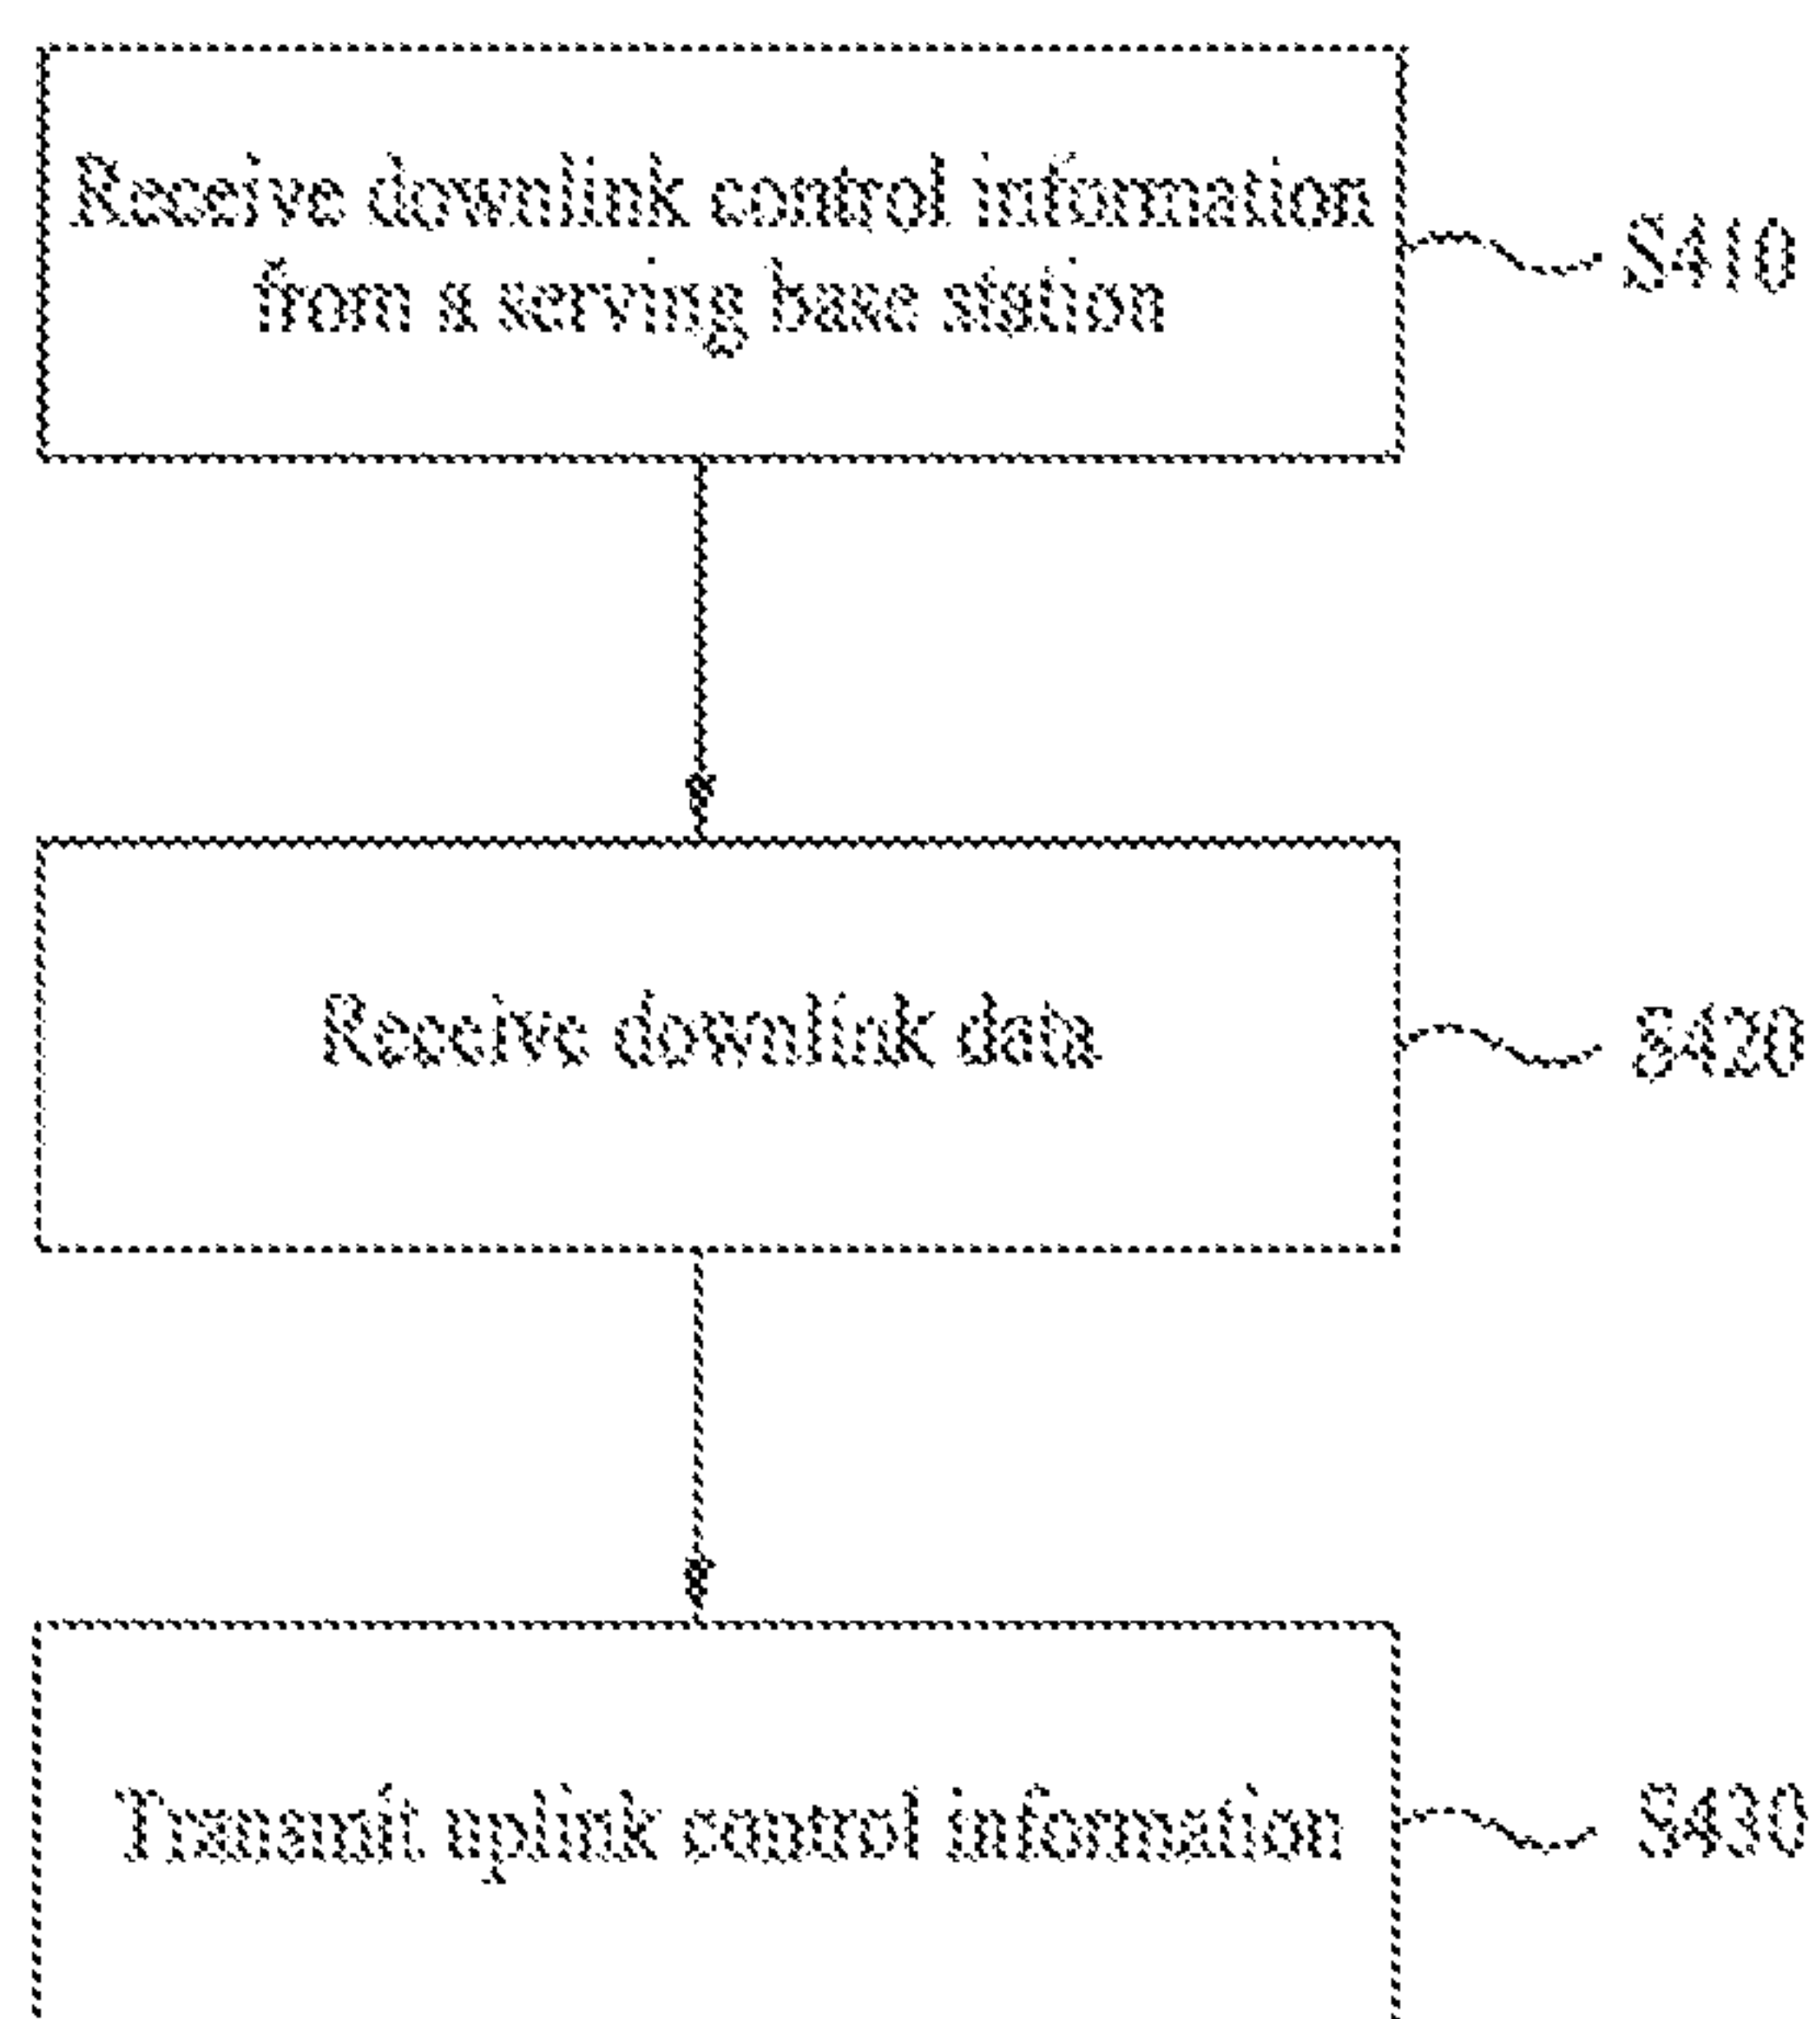 Receive downlink control information
from a serving base station
S410
Receive downlink data
S420
Transmit uplink control information
S430